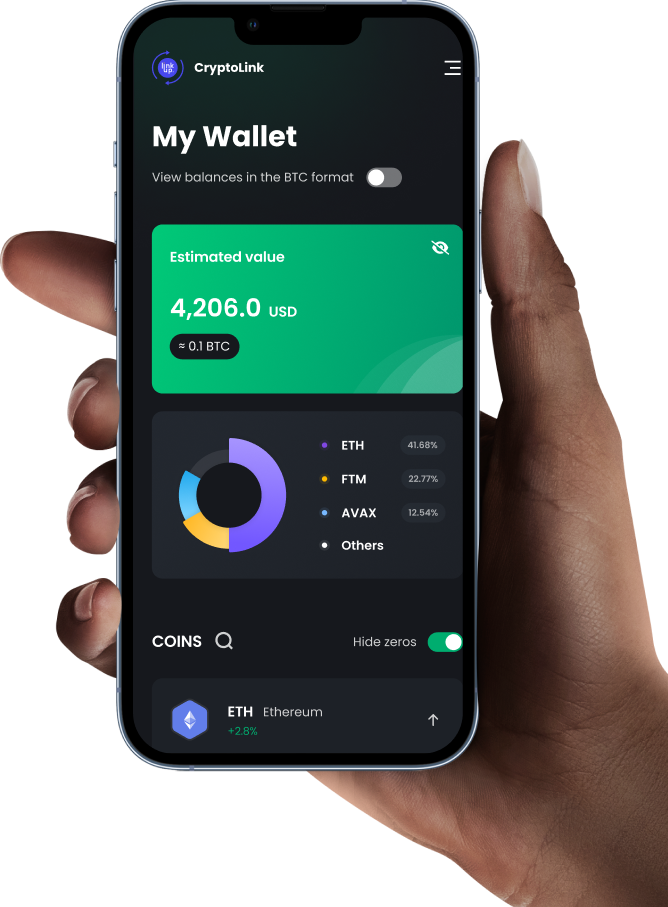 link
up
CryptoLink
My Wallet
View balances in the BTC format
Estimated value
4,206.0 USD
≈ 0.1 BTC
ETH 41.68%
FTM 22.77%
AVAX 12.54%
Others
COINS Hide zeros
ETH Ethereum
+2.8%